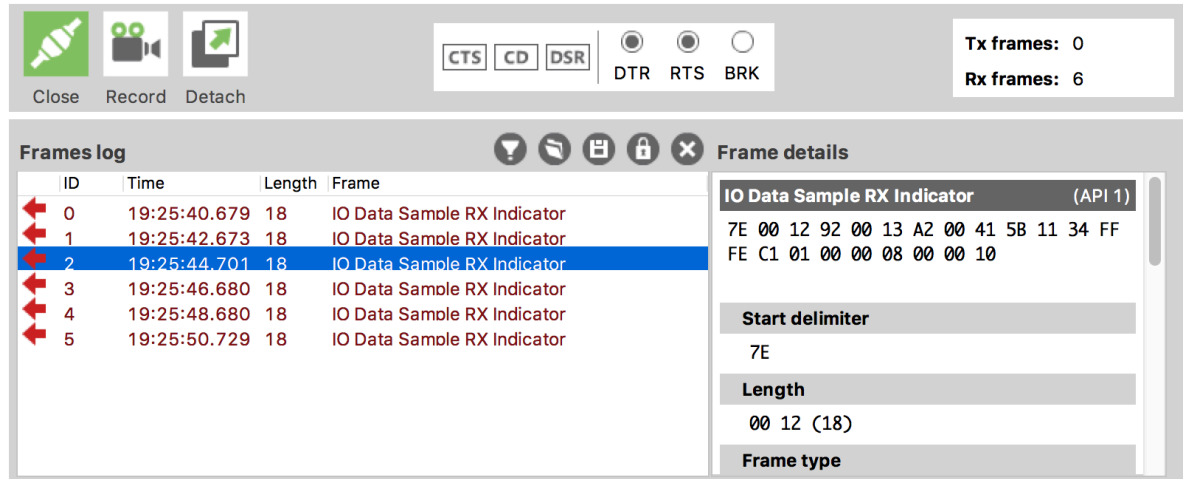 CTS CD DSR
DTR RTS BRK
Tx frames: 0
Rx frames: 6
Close Record Detach
Frames log
ID Time Length Frame
0 19:25:40.679 18 IO Data Sample RX Indicator
1 19:25:42.673 18 IO Data Sample RX Indicator
2 19:25:44.701 18 IO Data Sample RX Indicator
3 19:25:46.680 18 IO Data Sample RX Indicator
4 19:25:48.680 18 IO Data Sample RX Indicator
5 19:25:50.729 18 IO Data Sample RX Indicator
Frame details
IO Data Sample RX Indicator (API 1)
7E 00 12 92 00 13 A2 00 41 5B 11 34 FF
FE C1 01 00 00 08 00 00 10
Start delimiter
7E
Length
00 12 (18)
Frame type